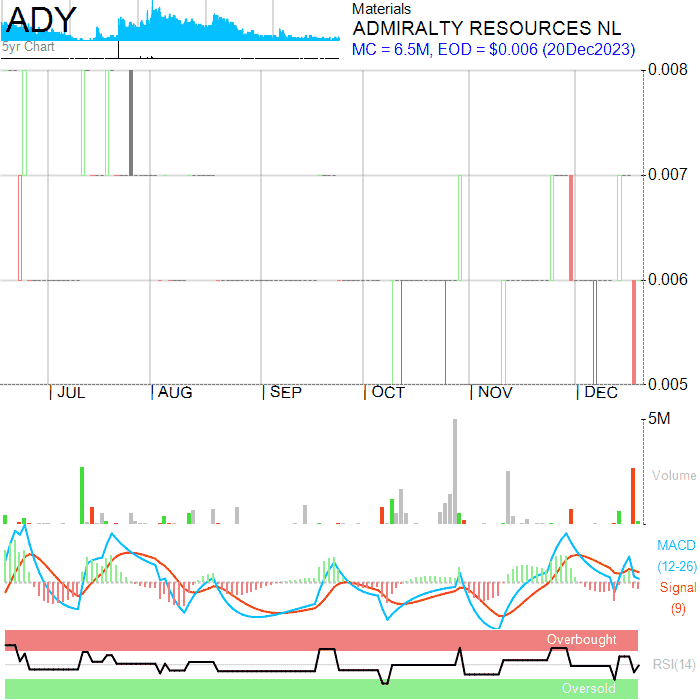 ADY
5yr Chart
Materials
ADMIRALTY RESOURCES NL
MC = 6.5M, EOD = $0.006 (20Dec2023)
0.008
0.007
0.006
0.005
JUL AUG SEP OCT NOV DEC
5M
Volume
MACD
(12-26)
Signal
(9)
Overbought
RSI(14)
Oversold